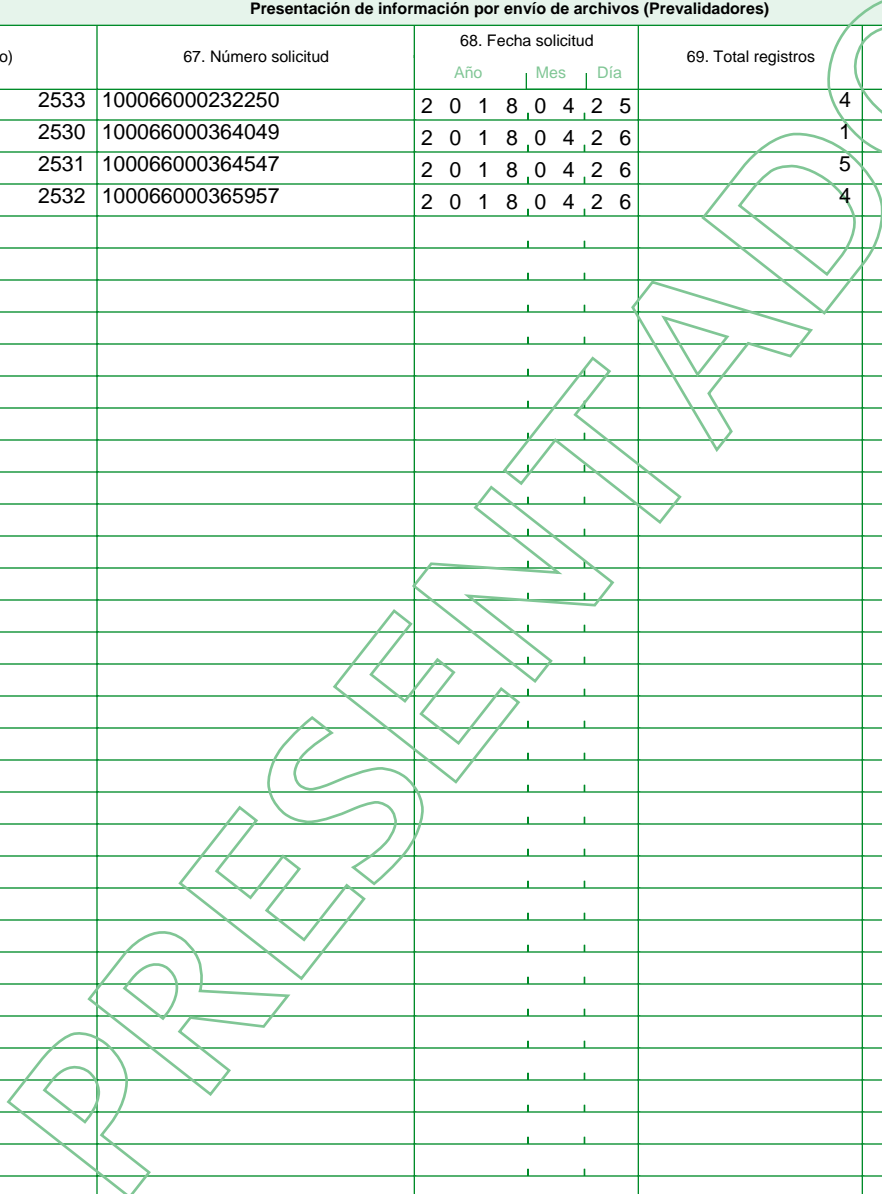 Presentación de información por envío de archivos (Prevalidadores)
o) 67. Número solicitud 68. Fecha solicitud 69. Total registros
Año Mes Día
2533 100066000232250 2 0 1 8 0 4 2 5 4
2530 100066000364049 2 0 1 8 0 4 2 6 1
2531 100066000364547 2 0 1 8 0 4 2 6 5
2532 100066000365957 2 0 1 8 0 4 2 6 4
PRESENTADO